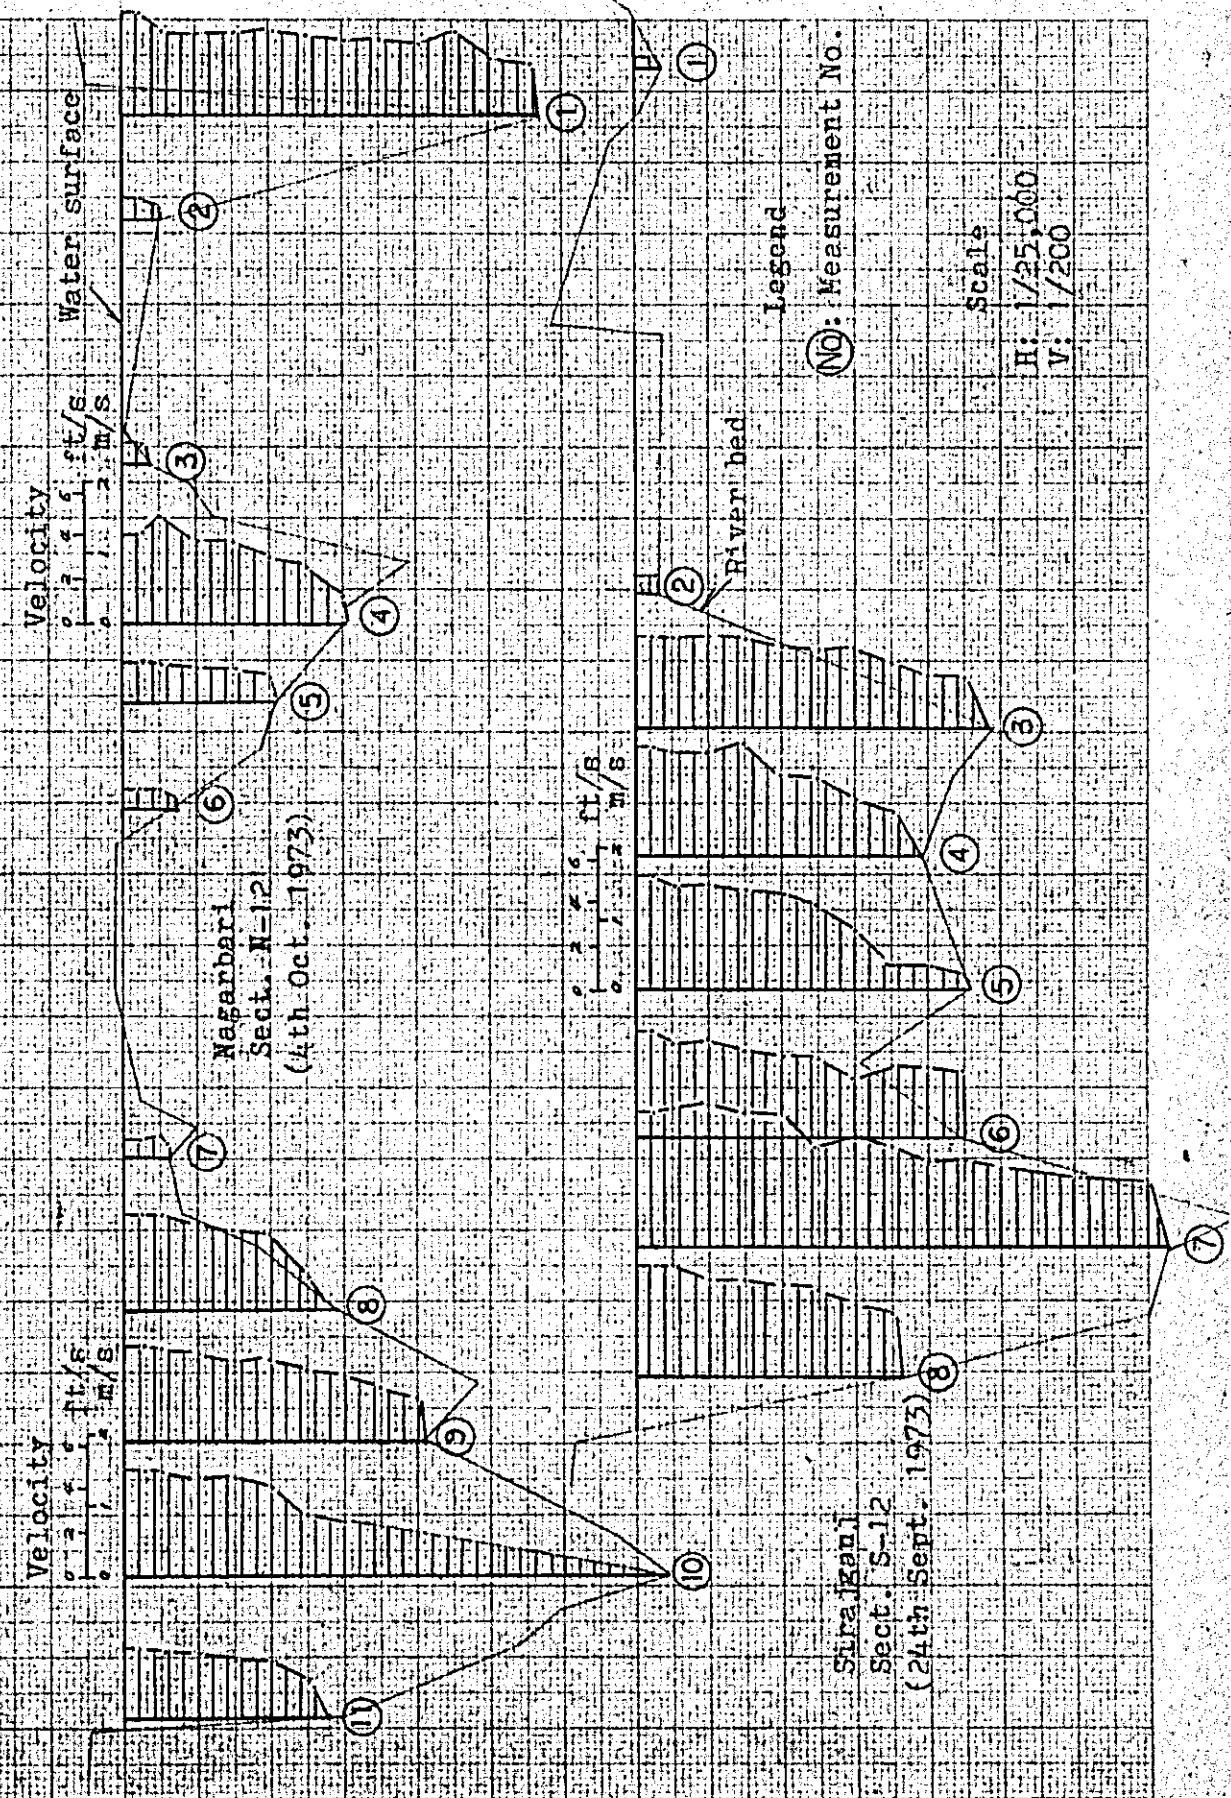 Velocity
0 2 4 6 ft/s
0 1 2 m/s
Velocity
0 2 4 6 ft/s
0 1 2 m/s
Water surface
11
10
9
8
7
6
5
4
3
2
1
Nagarbari
Sect. N-12
(4th Oct. 1973)
0 2 4 6 ft/s
0 1 2 m/s
8
7
6
5
4
3
2
1
River bed
Sirajganj
Sect. S-12
(24th Sept. 1973)
Legend
NO: Measurement No.
Scale
H: 1/25,000
V: 1/200